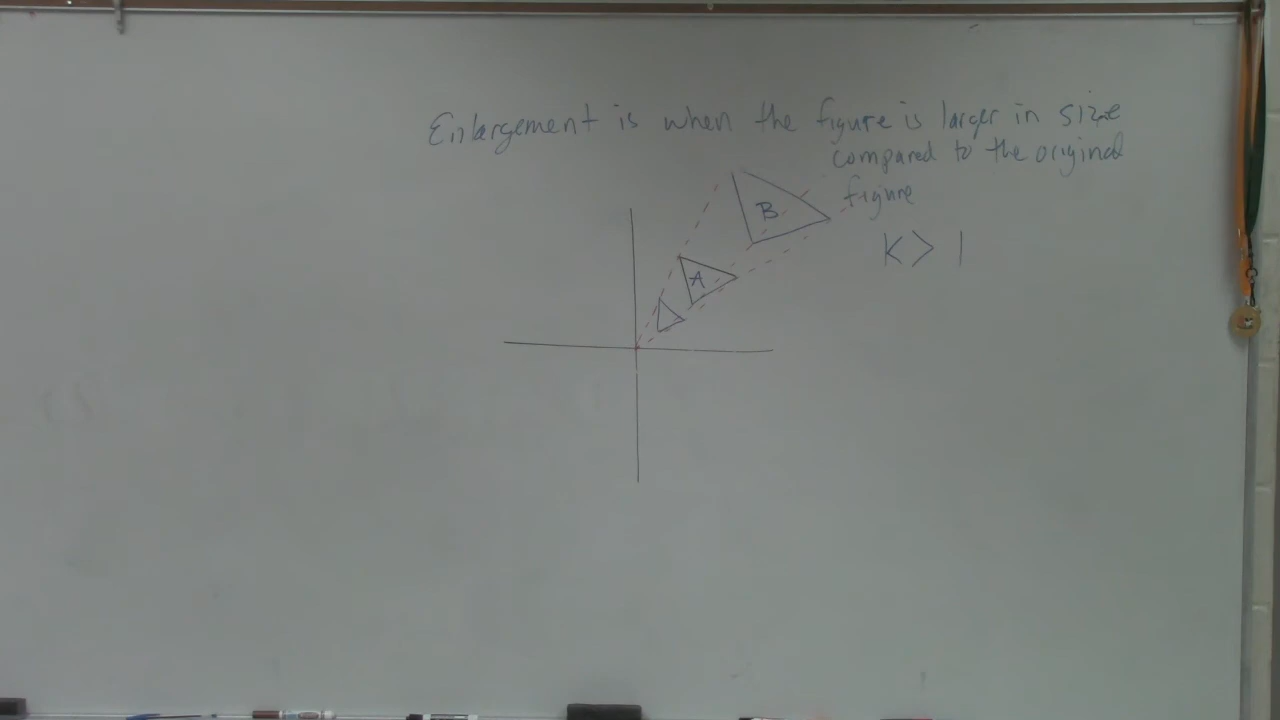 Enlargement is when the figure is larger in size
compared to the original
figure
B
K > 1
A